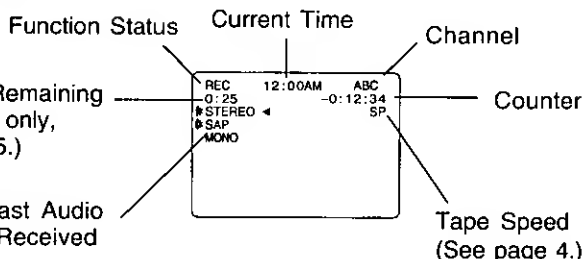 Function Status
Current Time
Channel
Remaining
only,
6.)
REC 12:00AM ABC
0:25 -0:12:34
STEREO SP
SAP
MONO
Counter
ast Audio
Received
Tape Speed
(See page 4.)